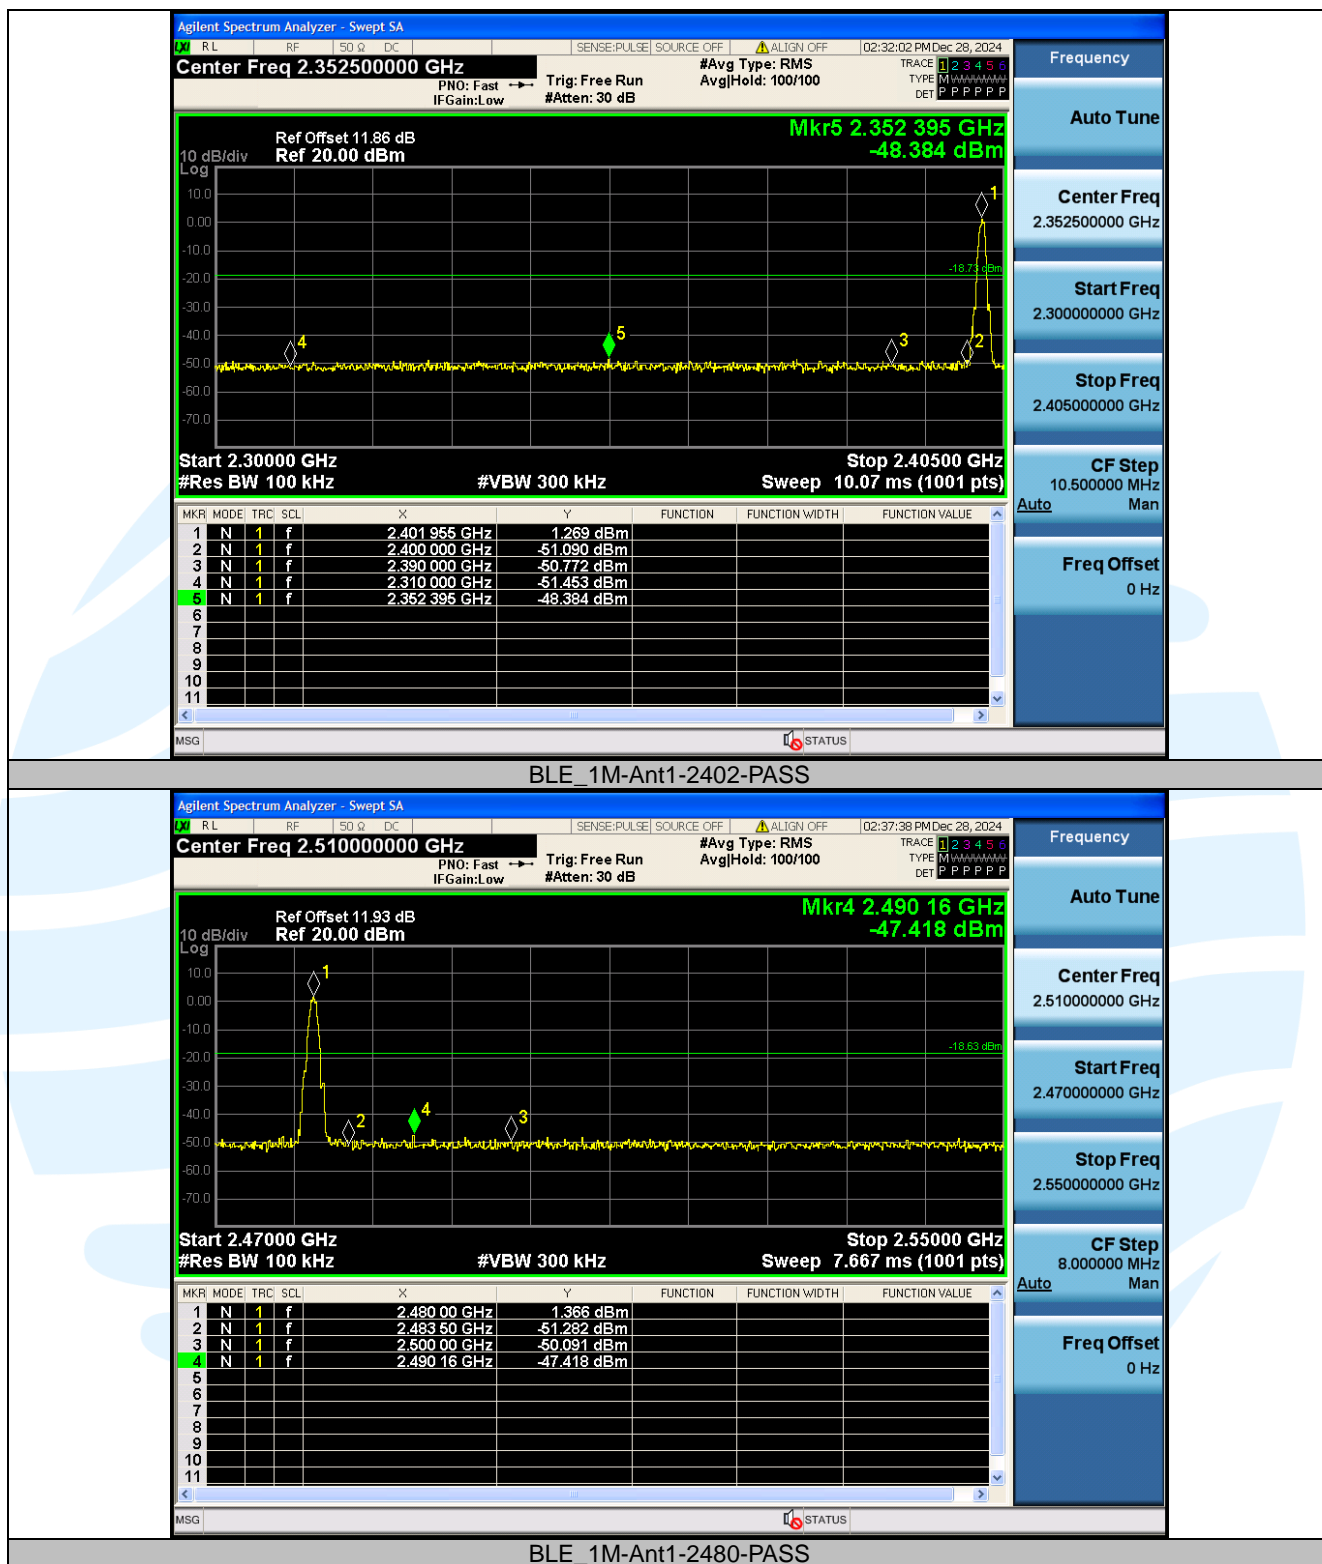 Agilent Spectrum Analyzer - Swept SA
LXI RL RF 50 Ω DC SENSE:PULSE SOURCE OFF ALIGN OFF 02:32:02 PM Dec 28, 2024
Center Freq 2.352500000 GHz
PNO: Fast
IFGain:Low
Trig: Free Run
#Atten: 30 dB
#Avg Type: RMS
Avg|Hold: 100/100
TRACE 1 2 3 4 5 6
TYPE M
DET P P P P P P
Mkr5 2.352 395 GHz
-48.384 dBm
Ref Offset 11.86 dB
10 dB/div Ref 20.00 dBm
Log
10.0
0.00
-10.0
-20.0
-30.0
-40.0
-50.0
-60.0
-70.0
-18.73 dBm
1
2
3
4
5
Start 2.30000 GHz Stop 2.40500 GHz
#Res BW 100 kHz #VBW 300 kHz Sweep 10.07 ms (1001 pts)
MKR MODE TRC SCL X Y FUNCTION FUNCTION WIDTH FUNCTION VALUE
1 N 1 f 2.401 955 GHz 1.269 dBm
2 N 1 f 2.400 000 GHz -51.090 dBm
3 N 1 f 2.390 000 GHz -50.772 dBm
4 N 1 f 2.310 000 GHz -51.453 dBm
5 N 1 f 2.352 395 GHz -48.384 dBm
6
7
8
9
10
11
MSG STATUS
Frequency
Auto Tune
Center Freq
2.352500000 GHz
Start Freq
2.300000000 GHz
Stop Freq
2.405000000 GHz
CF Step
10.500000 MHz
Auto Man
Freq Offset
0 Hz
BLE_1M-Ant1-2402-PASS
Agilent Spectrum Analyzer - Swept SA
LXI RL RF 50 Ω DC SENSE:PULSE SOURCE OFF ALIGN OFF 02:37:38 PM Dec 28, 2024
Center Freq 2.510000000 GHz
PNO: Fast
IFGain:Low
Trig: Free Run
#Atten: 30 dB
#Avg Type: RMS
Avg|Hold: 100/100
TRACE 1 2 3 4 5 6
TYPE M
DET P P P P P P
Mkr4 2.490 16 GHz
-47.418 dBm
Ref Offset 11.93 dB
10 dB/div Ref 20.00 dBm
Log
10.0
0.00
-10.0
-20.0
-30.0
-40.0
-50.0
-60.0
-70.0
-18.63 dBm
1
2
3
4
Start 2.47000 GHz Stop 2.55000 GHz
#Res BW 100 kHz #VBW 300 kHz Sweep 7.667 ms (1001 pts)
MKR MODE TRC SCL X Y FUNCTION FUNCTION WIDTH FUNCTION VALUE
1 N 1 f 2.480 00 GHz 1.366 dBm
2 N 1 f 2.483 50 GHz -51.282 dBm
3 N 1 f 2.500 00 GHz -50.091 dBm
4 N 1 f 2.490 16 GHz -47.418 dBm
5
6
7
8
9
10
11
MSG STATUS
Frequency
Auto Tune
Center Freq
2.510000000 GHz
Start Freq
2.470000000 GHz
Stop Freq
2.550000000 GHz
CF Step
8.000000 MHz
Auto Man
Freq Offset
0 Hz
BLE_1M-Ant1-2480-PASS